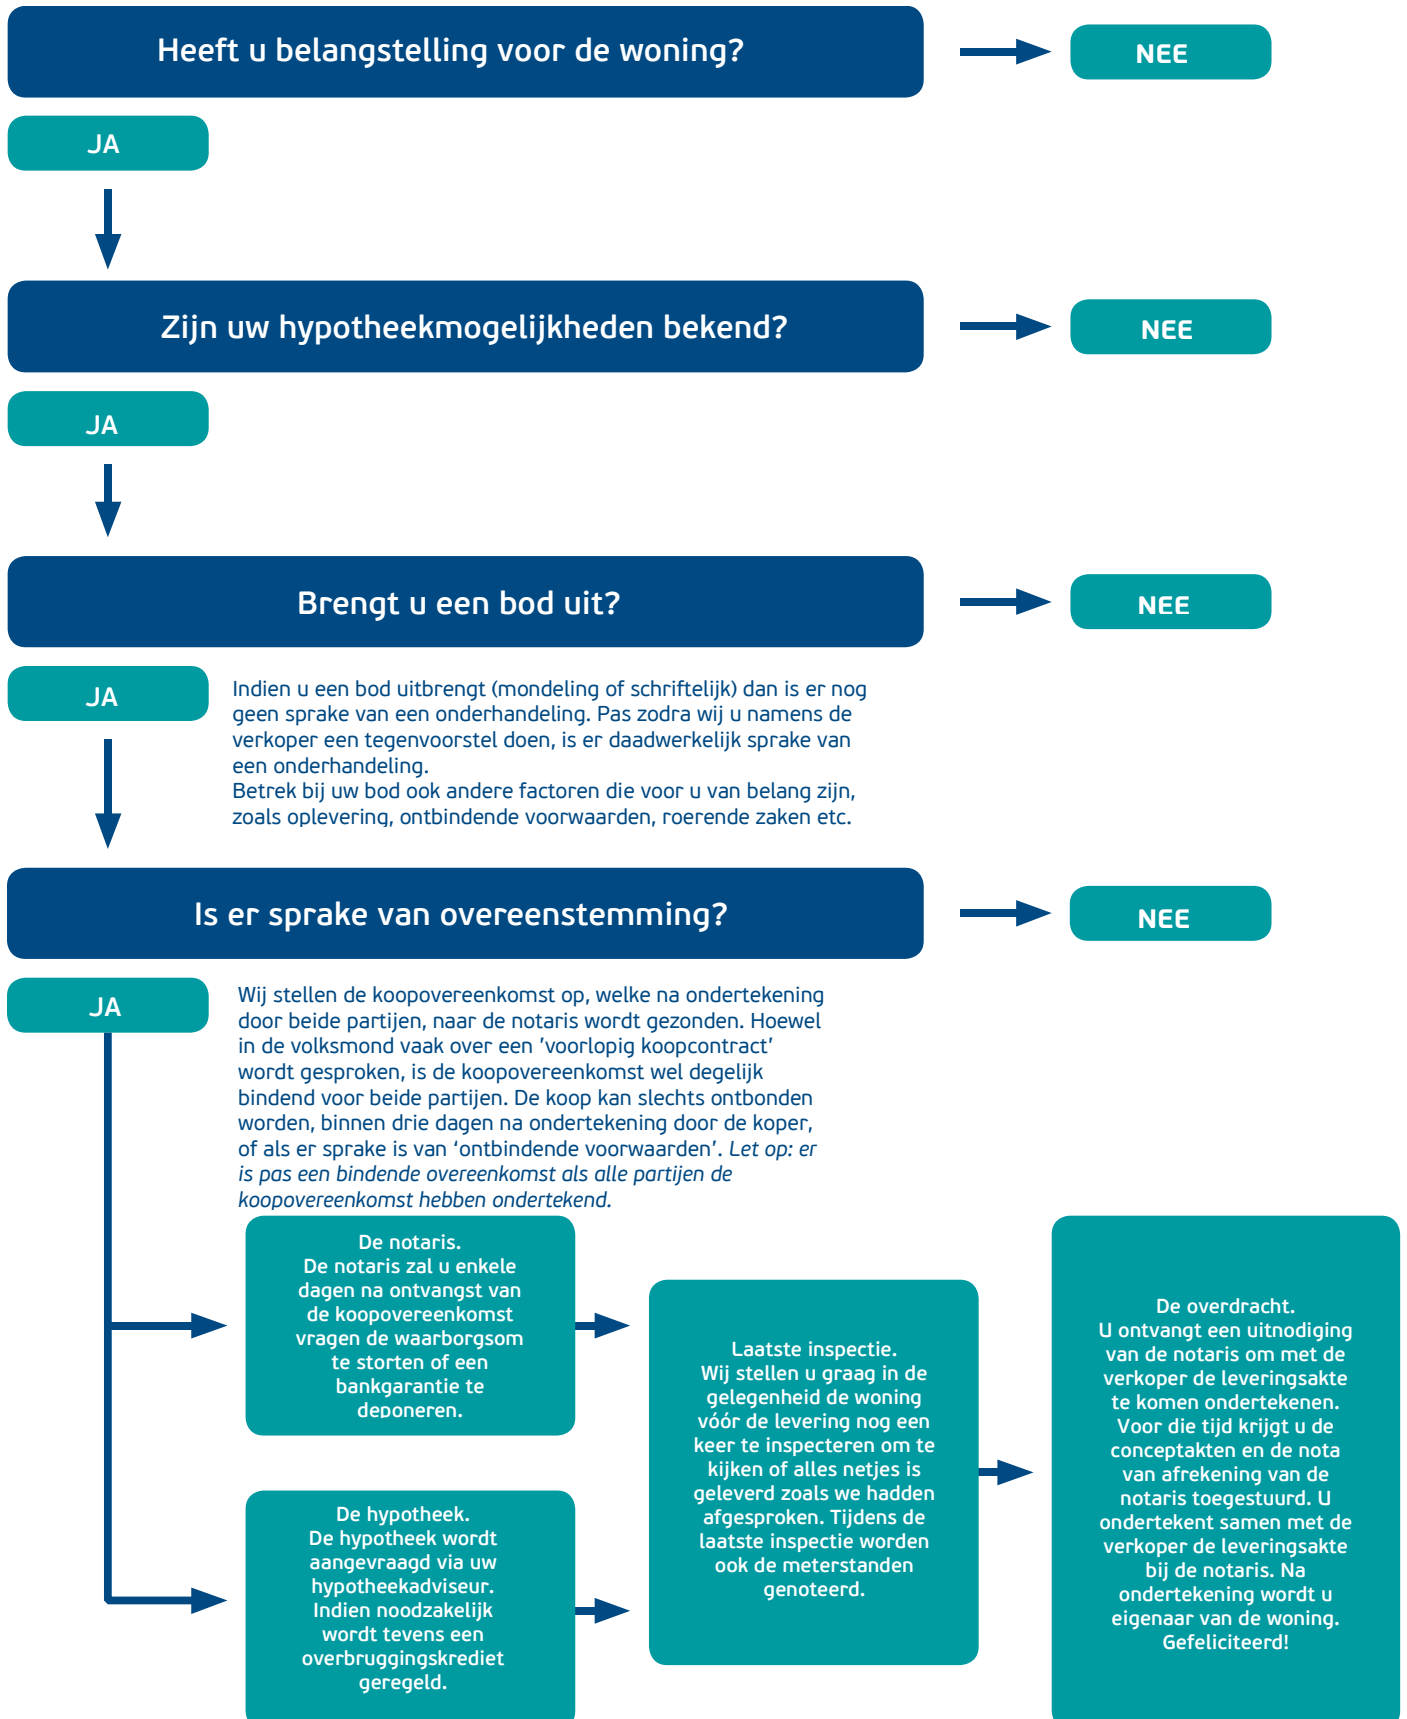 Heeft u belangstelling voor de woning?
NEE
JA
Zijn uw hypotheekmogelijkheden bekend?
NEE
JA
Brengt u een bod uit?
NEE
JA
Indien u een bod uitbrengt (mondeling of schriftelijk) dan is er nog
geen sprake van een onderhandeling. Pas zodra wij u namens de
verkoper een tegenvoorstel doen, is er daadwerkelijk sprake van
een onderhandeling.
Betrek bij uw bod ook andere factoren die voor u van belang zijn,
zoals oplevering, ontbindende voorwaarden, roerende zaken etc.
Is er sprake van overeenstemming?
NEE
JA
Wij stellen de koopovereenkomst op, welke na ondertekening
door beide partijen, naar de notaris wordt gezonden. Hoewel
in de volksmond vaak over een 'voorlopig koopcontract'
wordt gesproken, is de koopovereenkomst wel degelijk
bindend voor beide partijen. De koop kan slechts ontbonden
worden, binnen drie dagen na ondertekening door de koper,
of als er sprake is van ‘ontbindende voorwaarden’. Let op: er
is pas een bindende overeenkomst als alle partijen de
koopovereenkomst hebben ondertekend.
De notaris.
De notaris zal u enkele
dagen na ontvangst van
de koopovereenkomst
vragen de waarborgsom
te storten of een
bankgarantie te
deponeren.
De hypotheek.
De hypotheek wordt
aangevraagd via uw
hypotheekadviseur.
Indien noodzakelijk
wordt tevens een
overbruggingskrediet
geregeld.
Laatste inspectie.
Wij stellen u graag in de
gelegenheid de woning
vóór de levering nog een
keer te inspecteren om te
kijken of alles netjes is
geleverd zoals we hadden
afgesproken. Tijdens de
laatste inspectie worden
ook de meterstanden
genoteerd.
De overdracht.
U ontvangt een uitnodiging
van de notaris om met de
verkoper de leveringsakte
te komen ondertekenen.
Voor die tijd krijgt u de
conceptakten en de nota
van afrekening van de
notaris toegestuurd. U
ondertekent samen met de
verkoper de leveringsakte
bij de notaris. Na
ondertekening wordt u
eigenaar van de woning.
Gefeliciteerd!